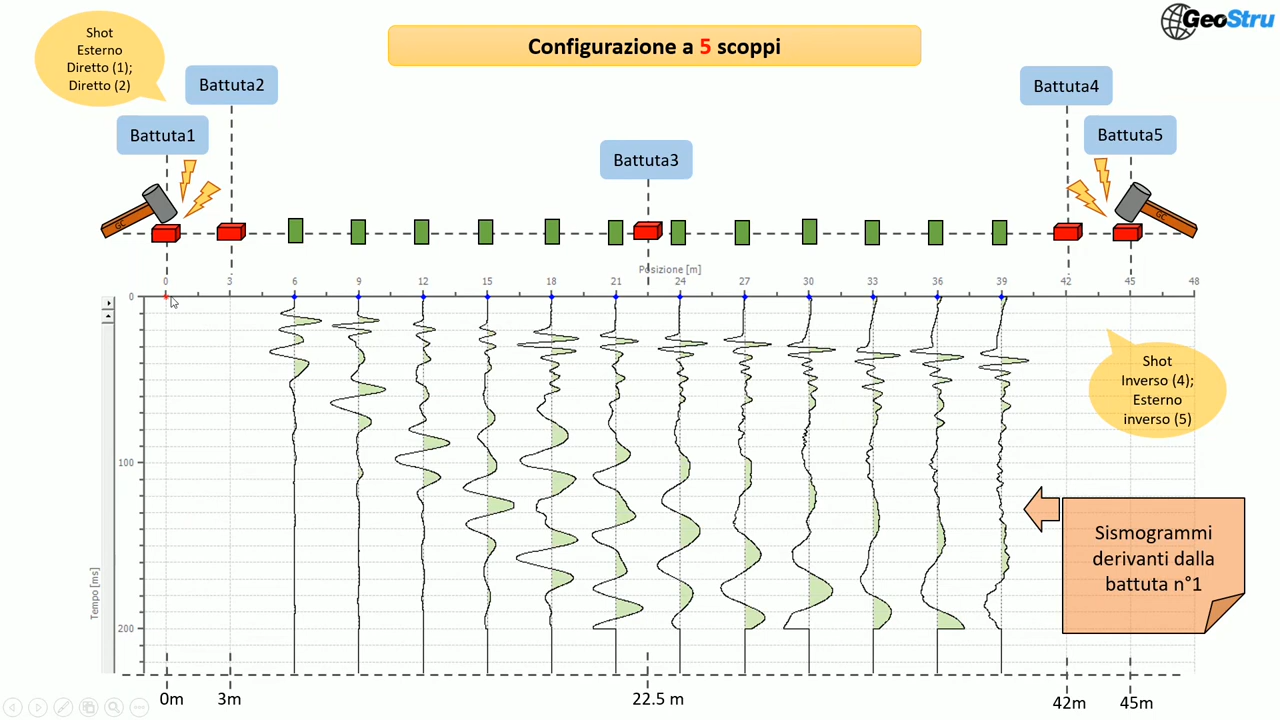 GeoStru
Configurazione a 5 scoppi
Shot
Esterno
Diretto (1);
Diretto (2)
Battuta2
Battuta4
Battuta1
Battuta5
Battuta3
GC
GC
Posizione [m]
0 3 6 9 12 15 18 21 24 27 30 33 36 39 42 45 48
0
Shot
Inverso (4);
Esterno
inverso (5)
100
Sismogrammi
derivanti dalla
battuta n°1
Tempo [ms]
200
0m 3m 22.5 m 42m 45m